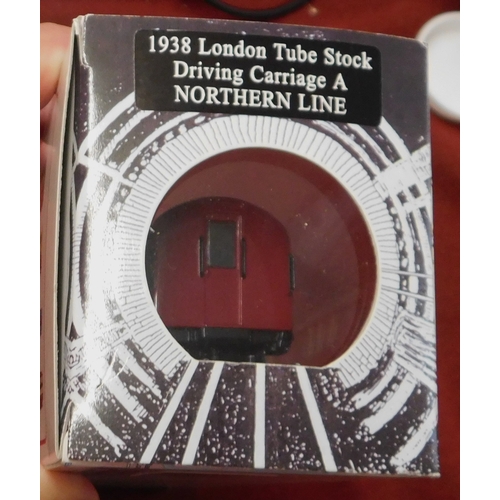 1938 London Tube Stock
Driving Carriage A
NORTHERN LINE